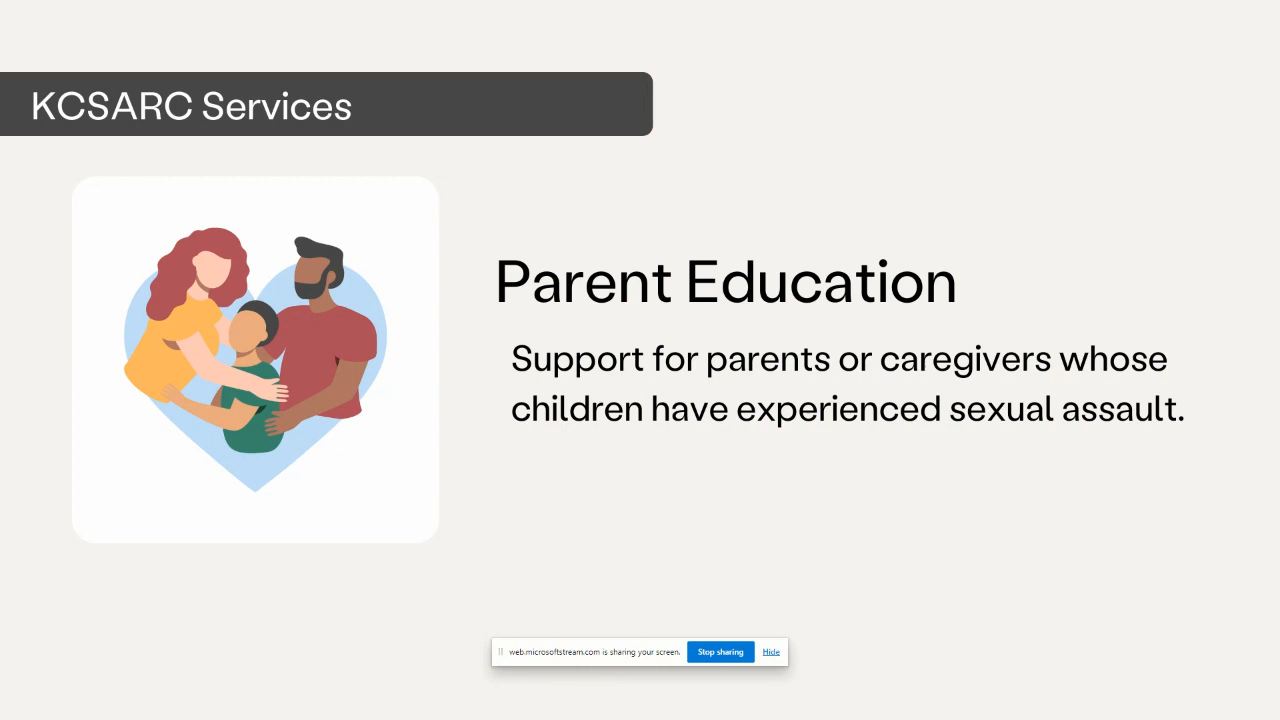 KCSARC Services
Parent Education
Support for parents or caregivers whose
children have experienced sexual assault.
web.microsoftstream.com is sharing your screen. Stop sharing Hide